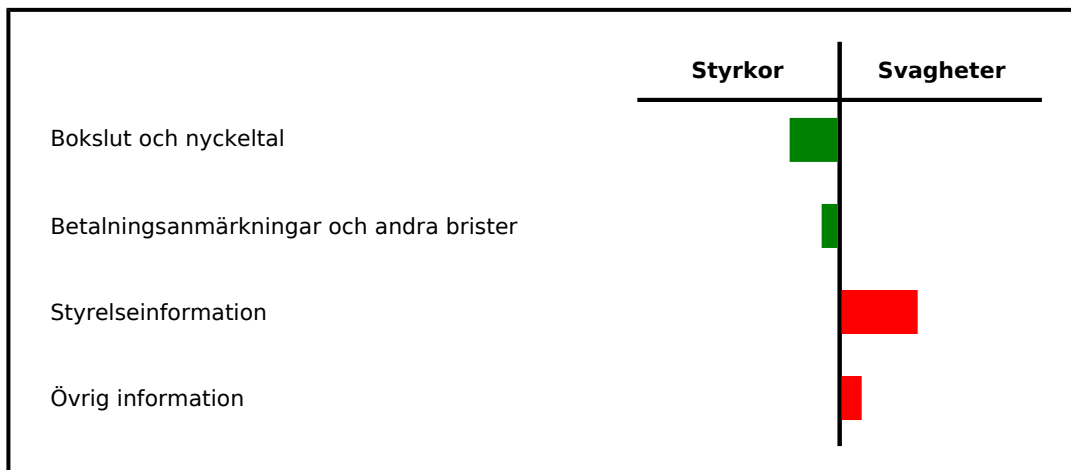 Styrkor Svagheter
Bokslut och nyckeltal
Betalningsanmärkningar och andra brister
Styrelseinformation
Övrig information